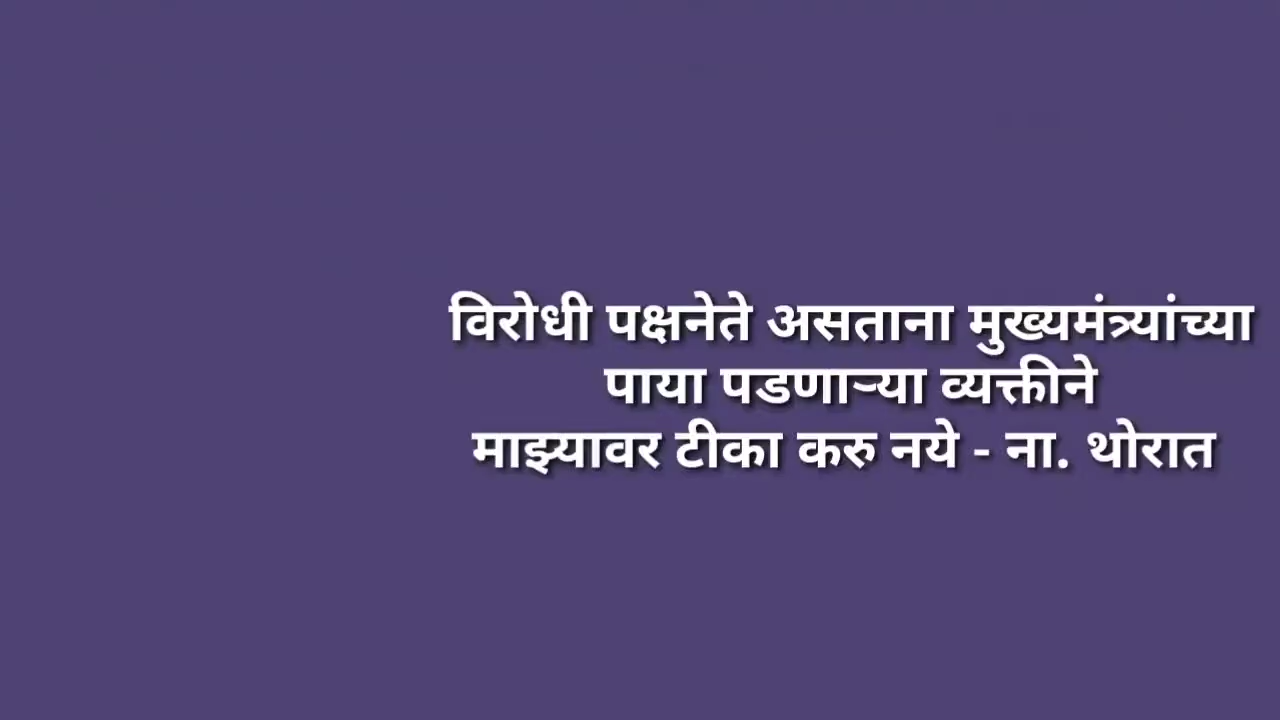 विरोधी पक्षनेते असताना मुख्यमंत्र्यांच्या
पाया पडणाऱ्या व्यक्तीने
माझ्यावर टीका करु नये - ना. थोरात